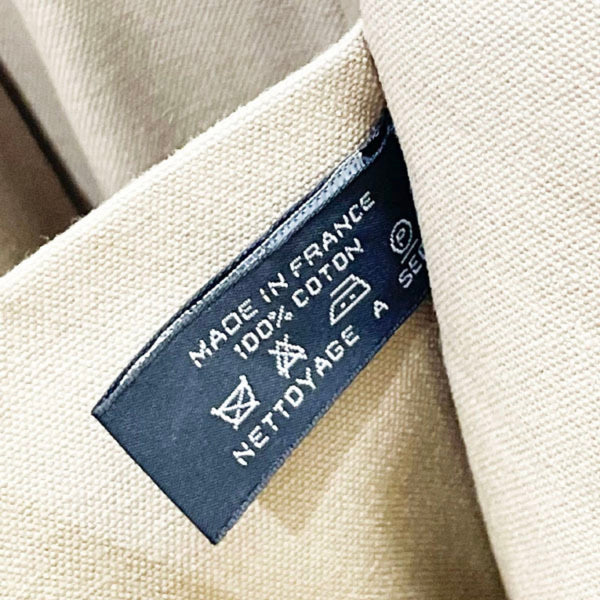 MADE IN FRANCE
100% COTON
P
NETTOYAGE A